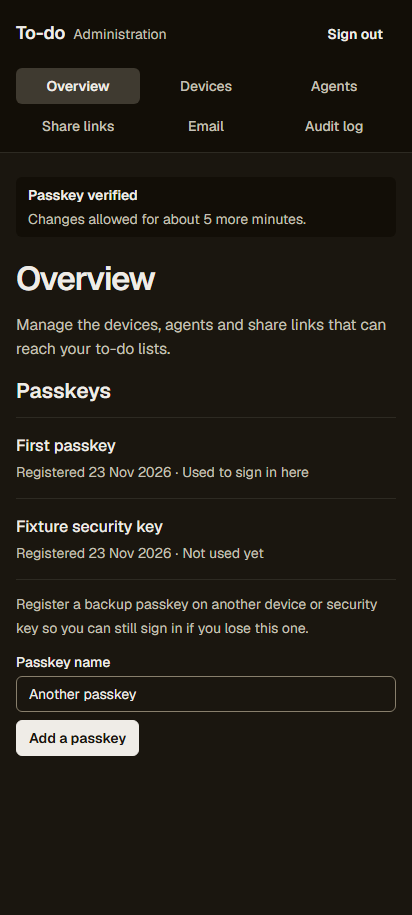 To-do Administration
Sign out
Overview
Devices
Agents
Share links
Email
Audit log
Passkey verified
Changes allowed for about 5 more minutes.
Overview
Manage the devices, agents and share links that can
reach your to-do lists.
Passkeys
First passkey
Registered 23 Nov 2026 · Used to sign in here
Fixture security key
Registered 23 Nov 2026 · Not used yet
Register a backup passkey on another device or security
key so you can still sign in if you lose this one.
Passkey name
Another passkey
Add a passkey